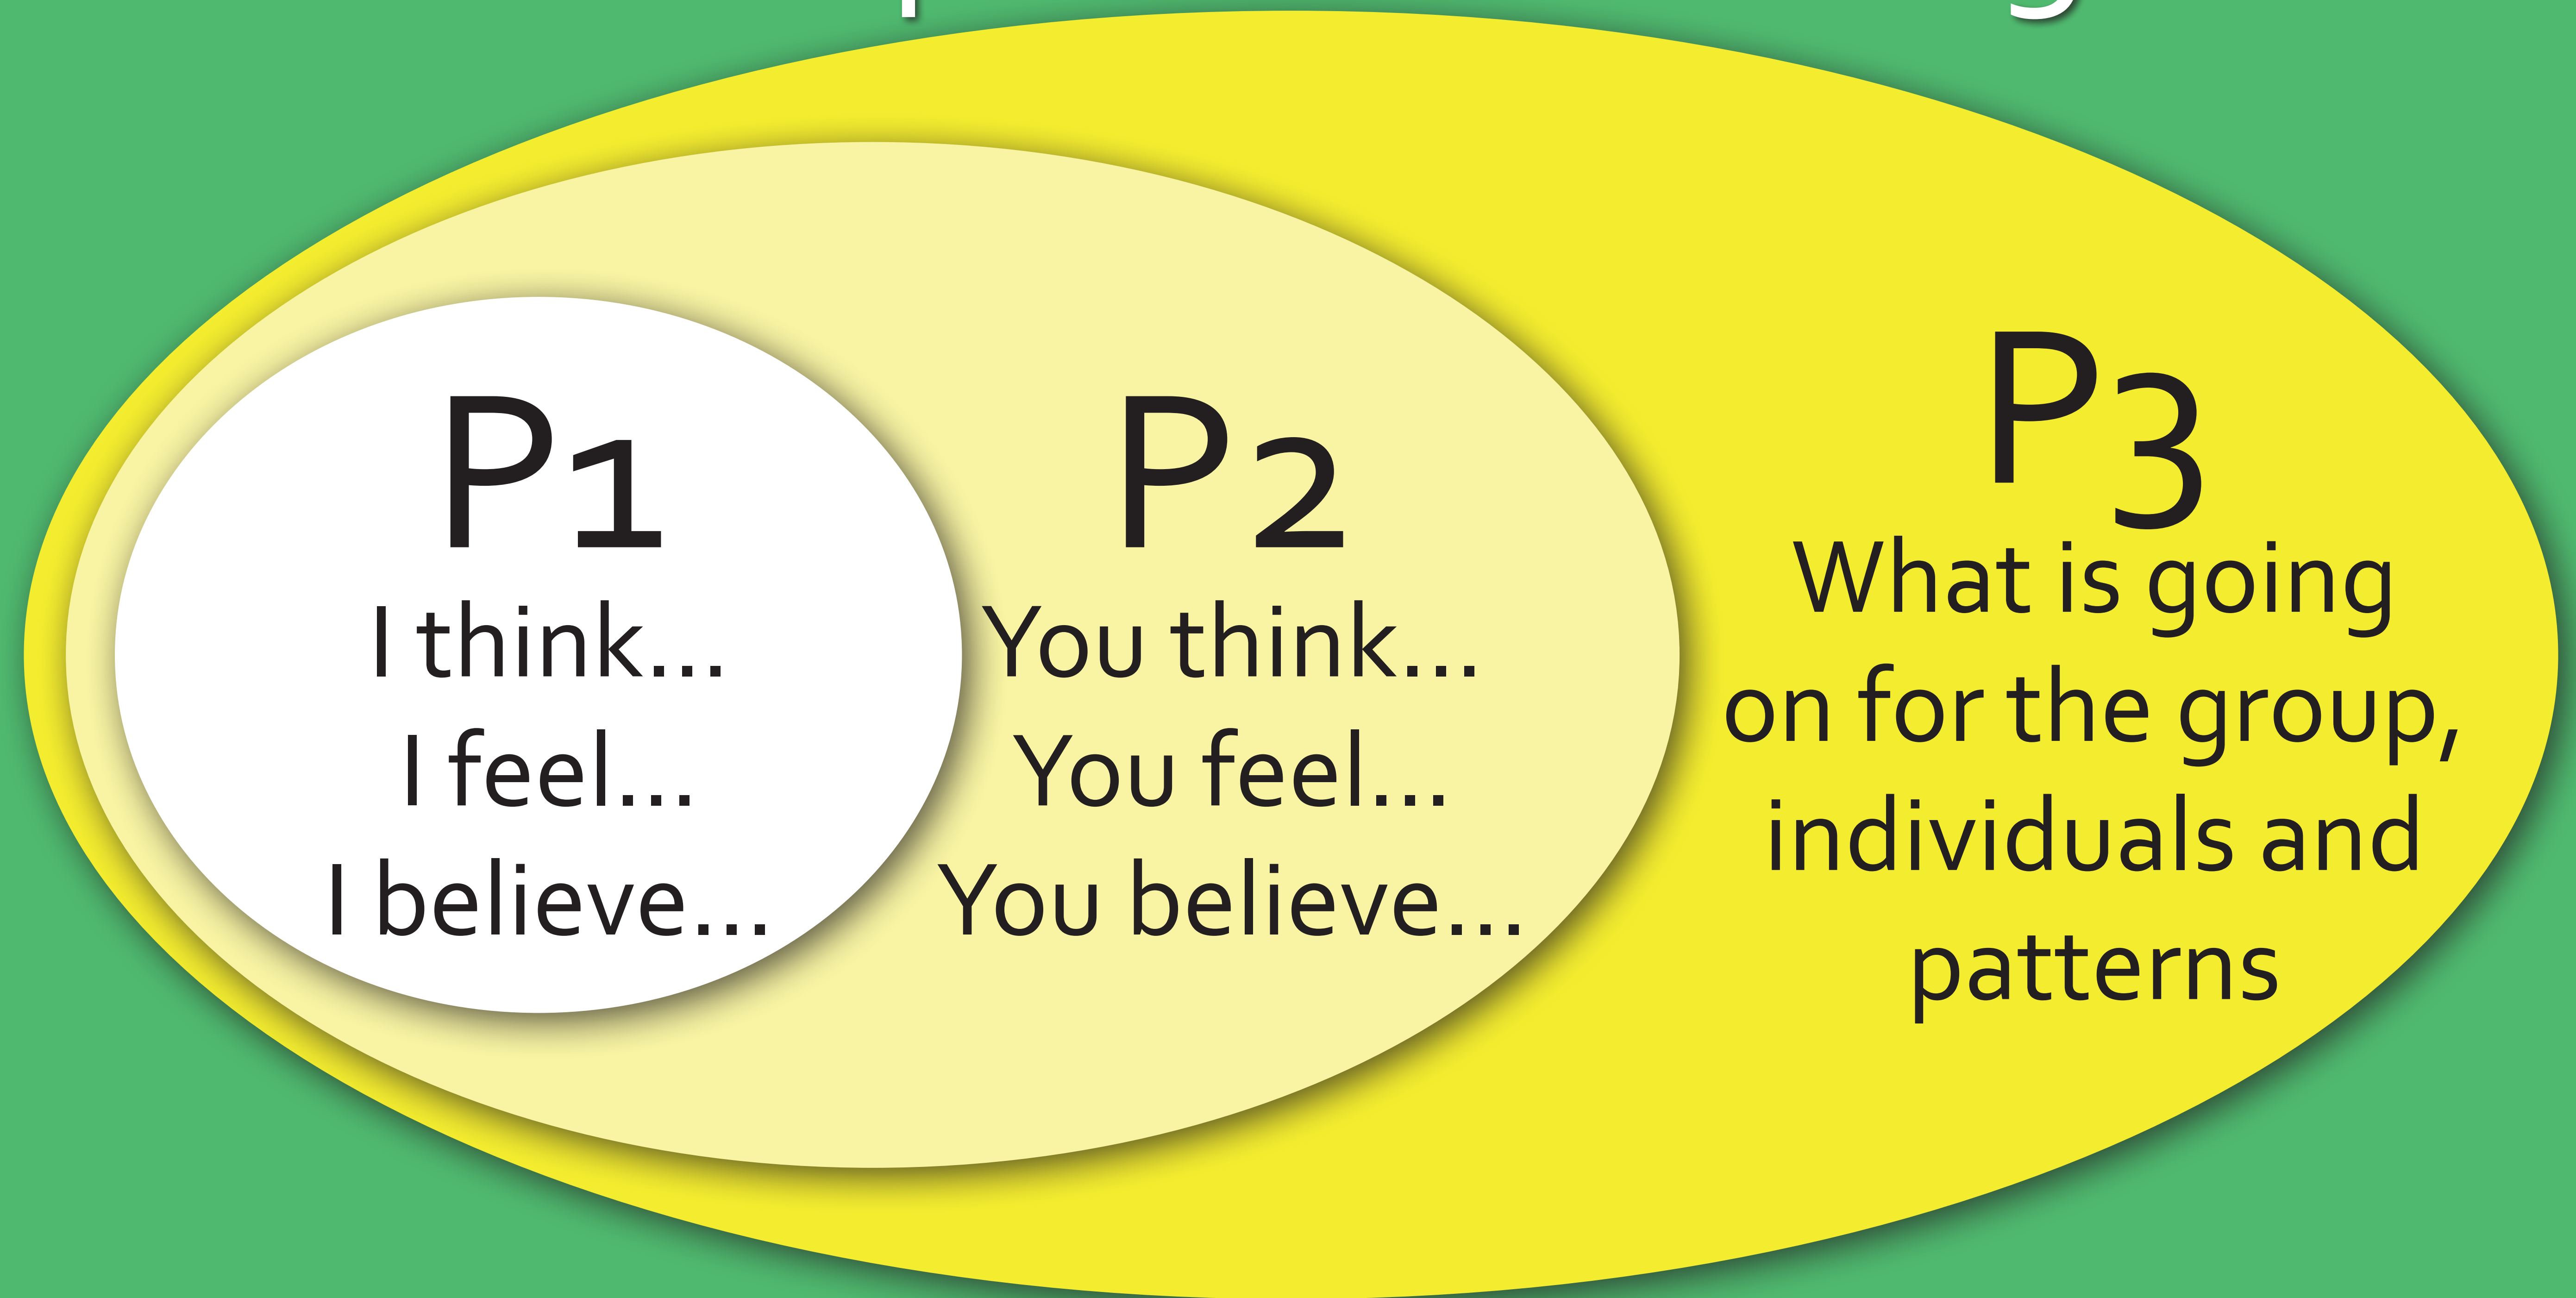 P1
I think...
I feel...
I believe...
P2
You think...
You feel...
You believe...
P3
What is going
on for the group,
individuals and
patterns